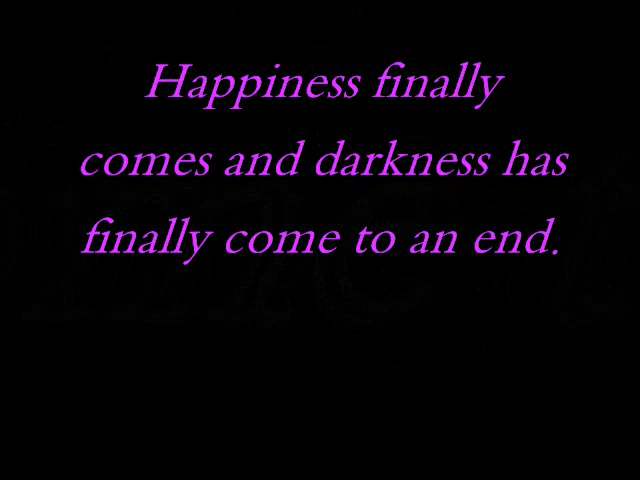 Happiness finally
comes and darkness has
finally come to an end.